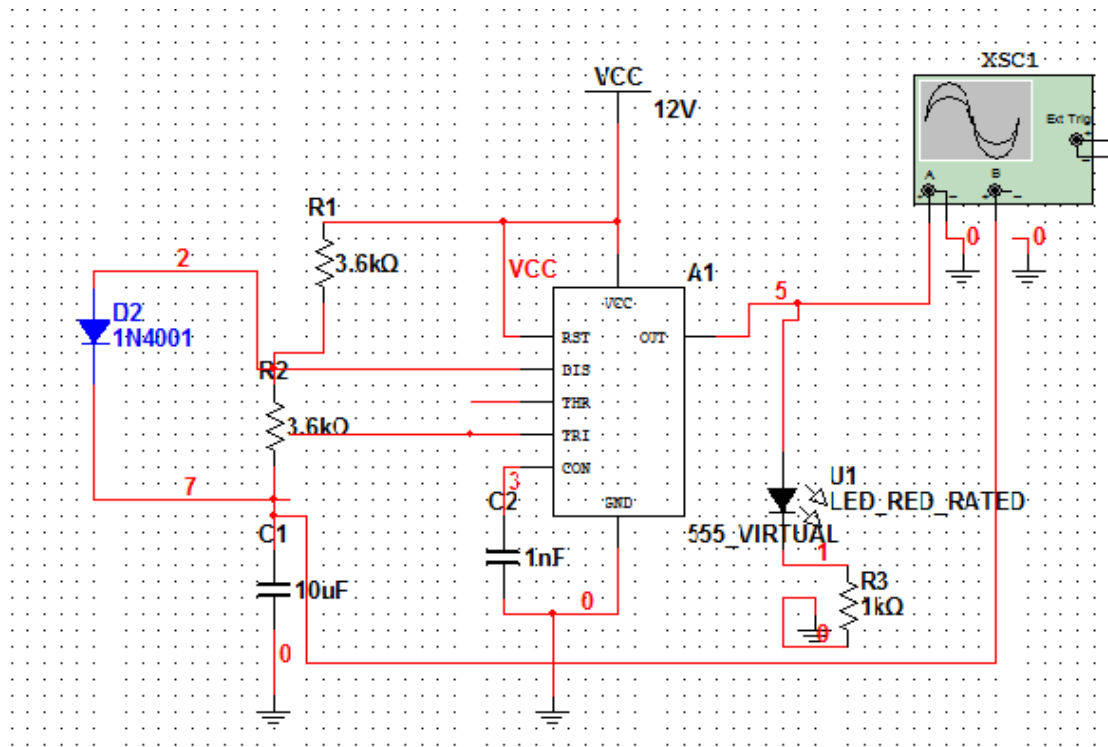 XSC1
VCC
12V
Ext Trig
+
−
A
B
+ − + −
R1
3.6kΩ
VCC
0
0
2
A1
5
VCC
D2
1N4001
RST
OUT
R2
DIS
THR
3.6kΩ
TRI
CON
7
3
C2
GND
U1
LED_RED_RATED
C1
555_VIRTUAL
1
1nF
10uF
R3
1kΩ
0
0
0